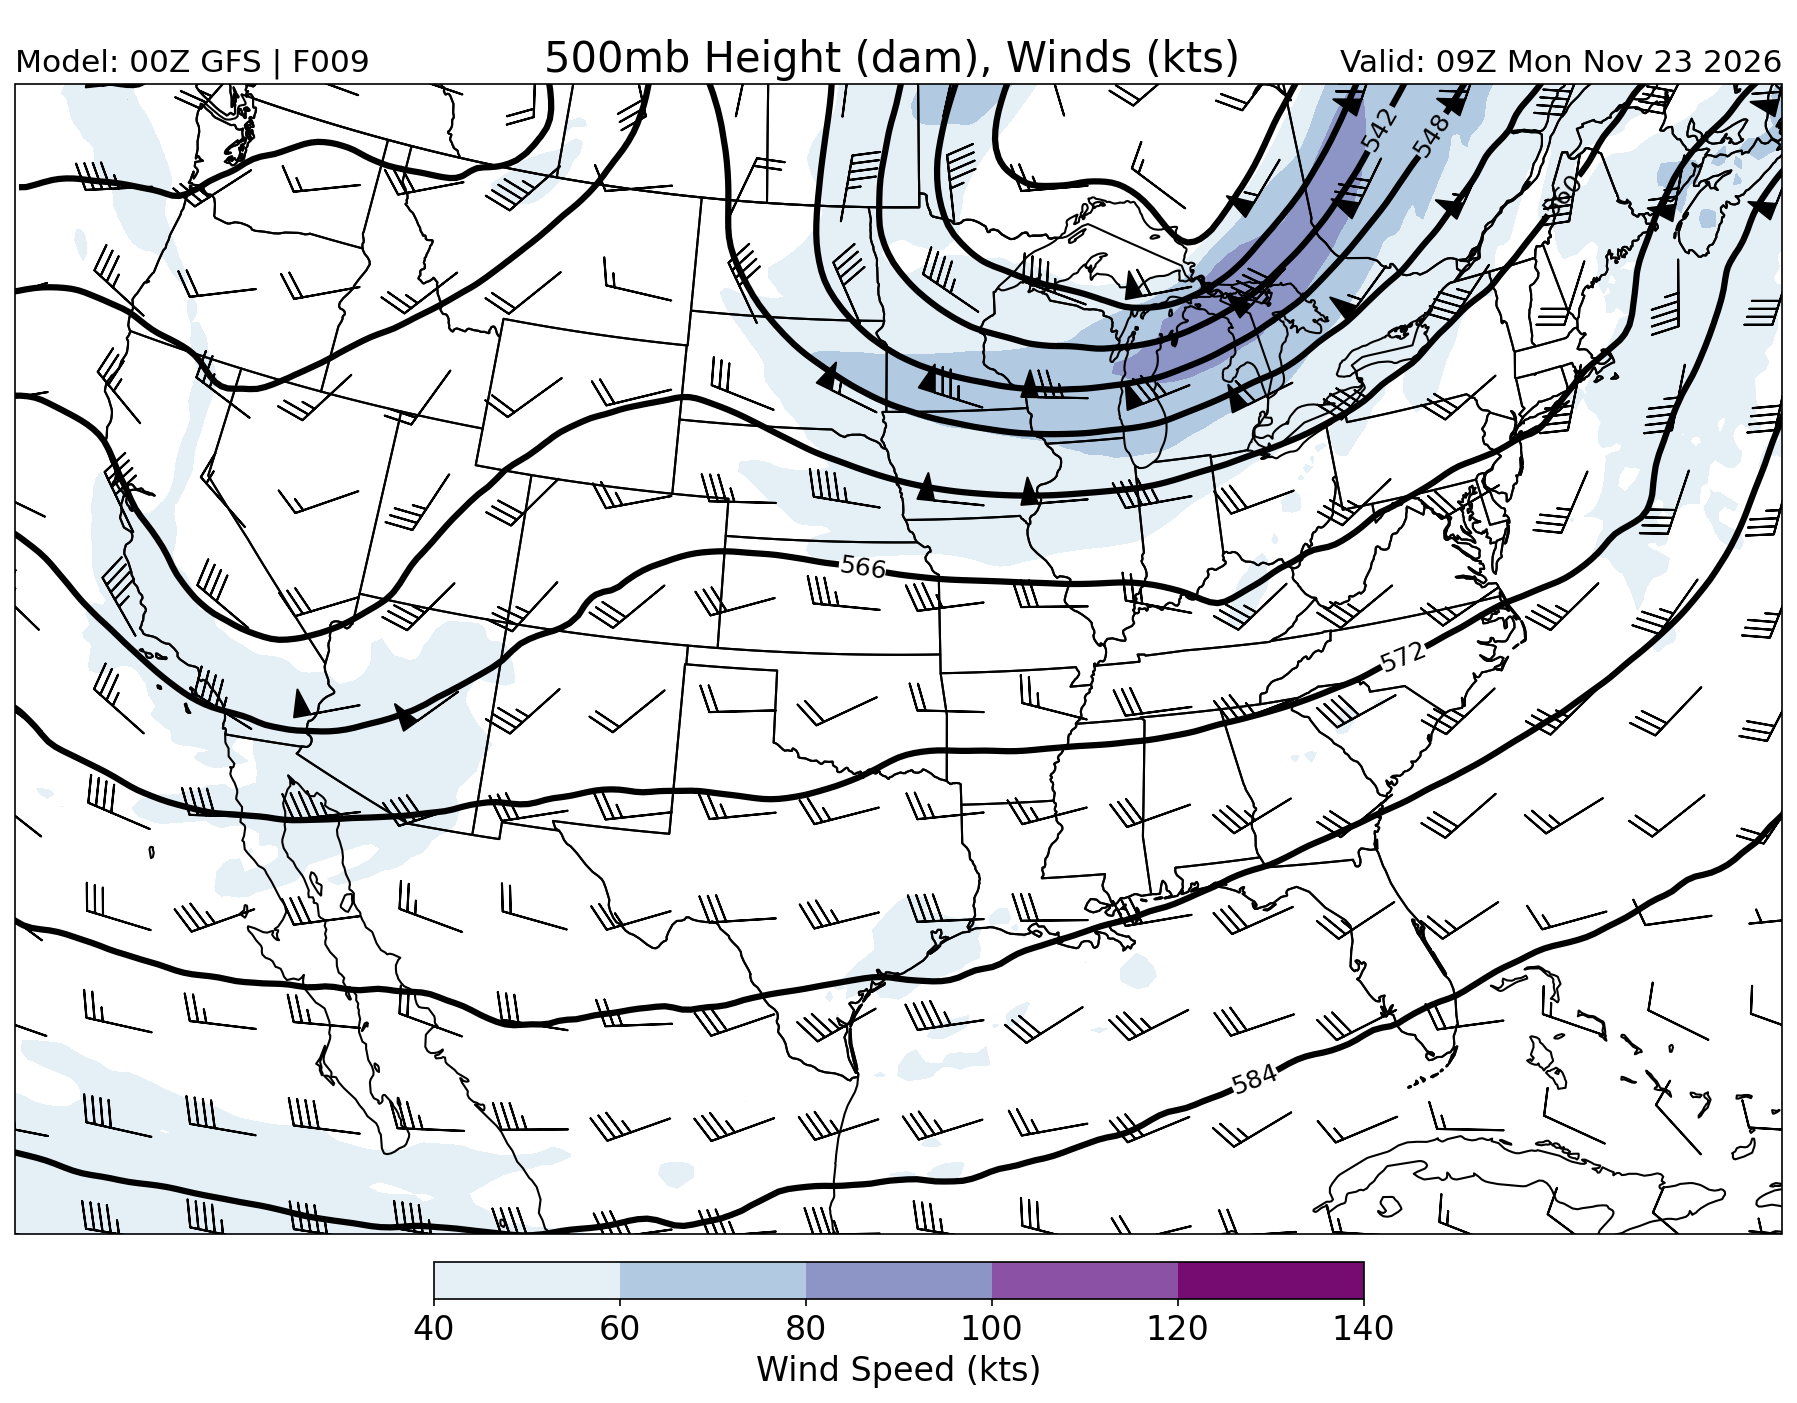 Model: 00Z GFS | F009
500mb Height (dam), Winds (kts)
Valid: 09Z Mon Nov 23 2026
542
548
560
566
572
584
40 60 80 100 120 140
Wind Speed (kts)